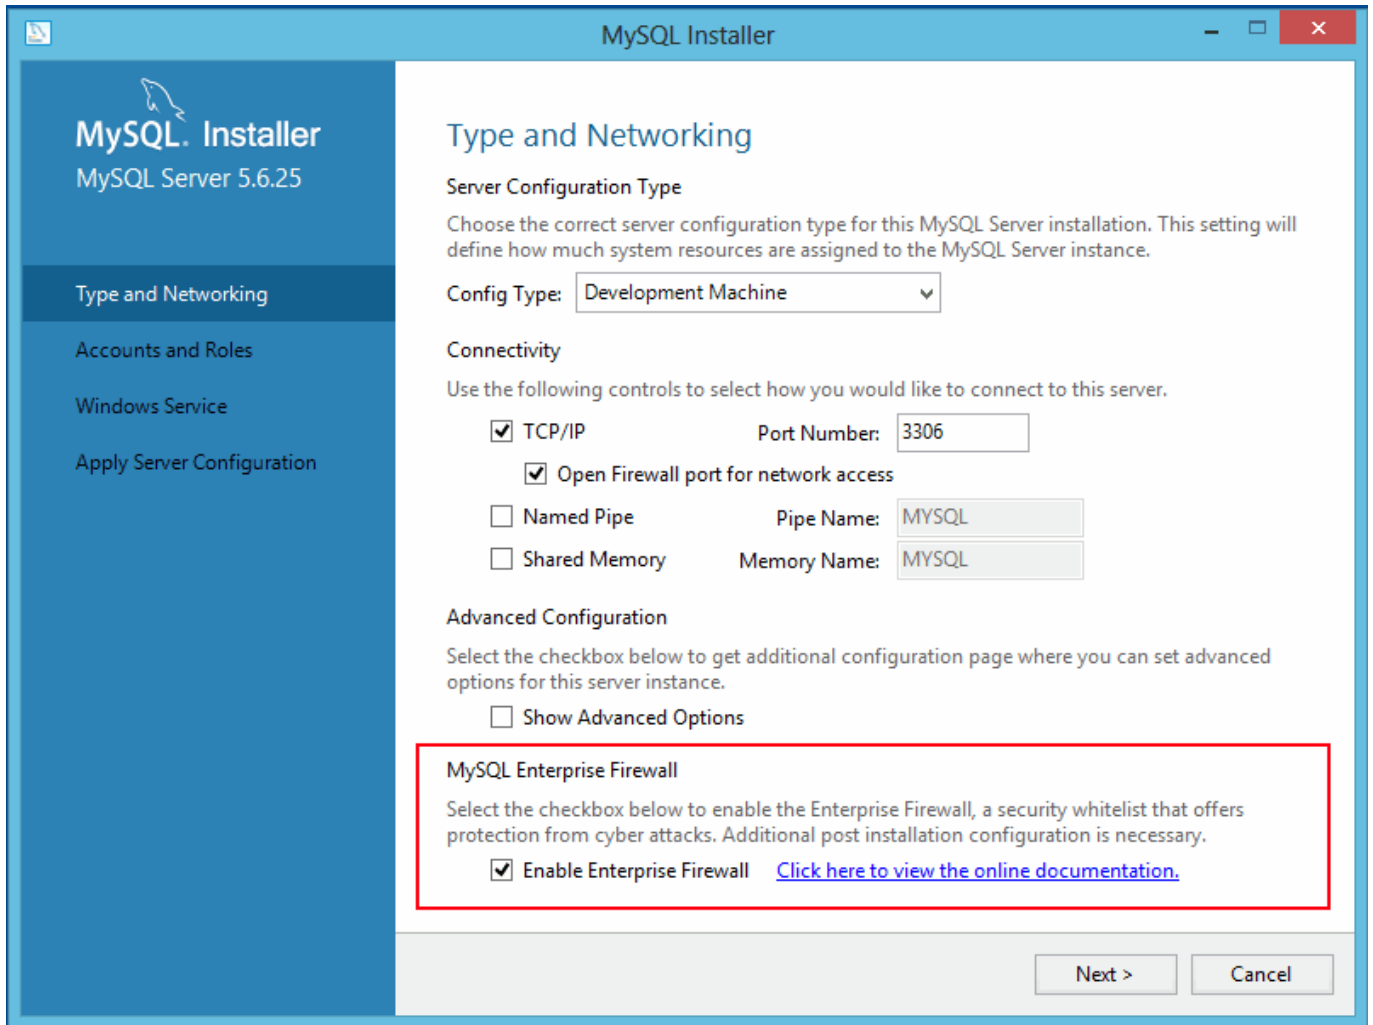 MySQL Installer
MySQL. Installer
MySQL Server 5.6.25
Type and Networking
Accounts and Roles
Windows Service
Apply Server Configuration
Type and Networking
Server Configuration Type
Choose the correct server configuration type for this MySQL Server installation. This setting will
define how much system resources are assigned to the MySQL Server instance.
Config Type: Development Machine
Connectivity
Use the following controls to select how you would like to connect to this server.
TCP/IP Port Number: 3306
Open Firewall port for network access
Named Pipe Pipe Name: MYSQL
Shared Memory Memory Name: MYSQL
Advanced Configuration
Select the checkbox below to get additional configuration page where you can set advanced
options for this server instance.
Show Advanced Options
MySQL Enterprise Firewall
Select the checkbox below to enable the Enterprise Firewall, a security whitelist that offers
protection from cyber attacks. Additional post installation configuration is necessary.
Enable Enterprise Firewall Click here to view the online documentation.
Next > Cancel